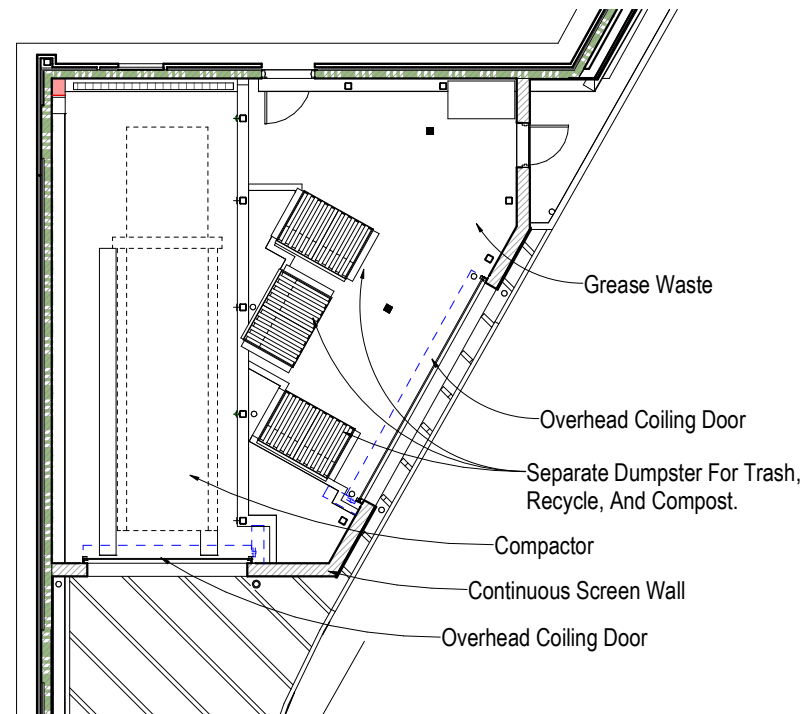 Grease Waste
Overhead Coiling Door
Separate Dumpster For Trash,
Recycle, And Compost.
Compactor
Continuous Screen Wall
Overhead Coiling Door